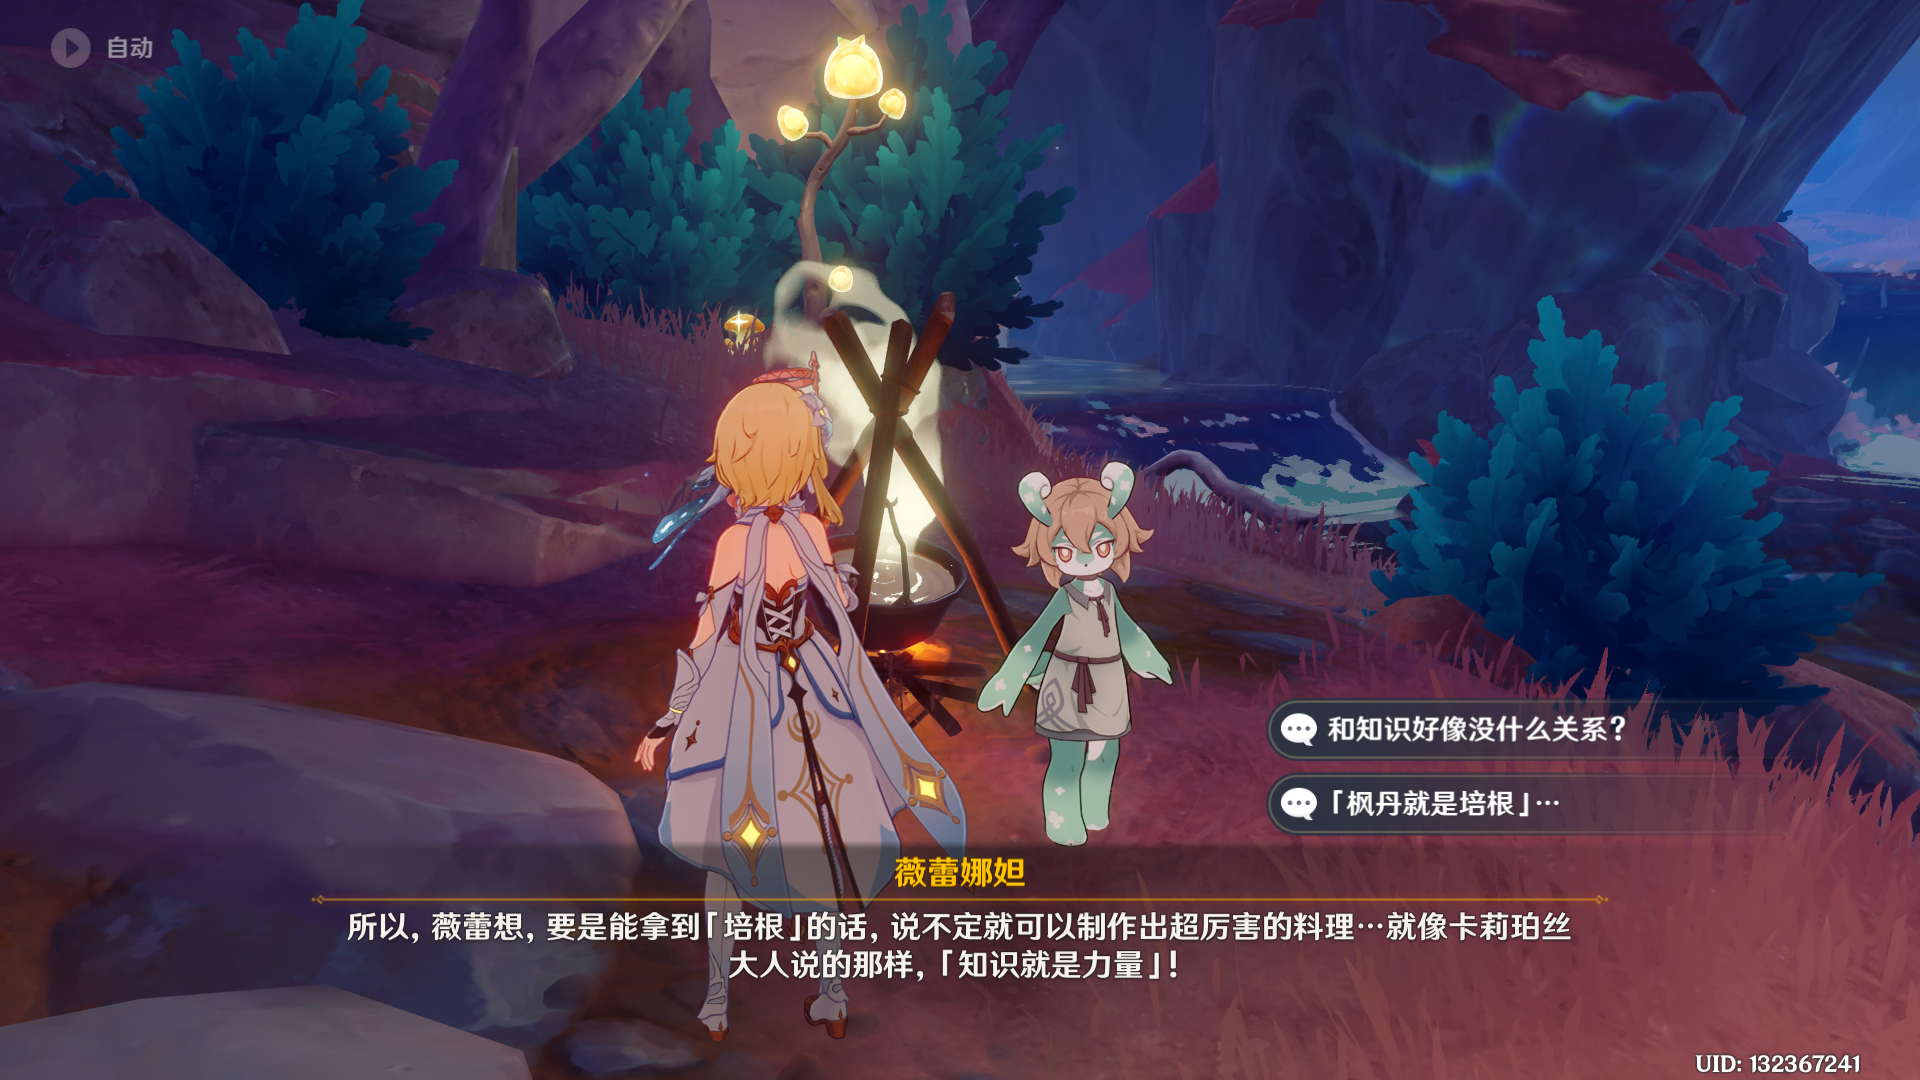 自动
和知识好像没什么关系?
「枫丹就是培根」…
薇蕾娜妲
所以, 薇蕾想, 要是能拿到「培根」的话, 说不定就可以制作出超厉害的料理…就像卡莉珀丝
大人说的那样,「知识就是力量」!
UID: 132367241